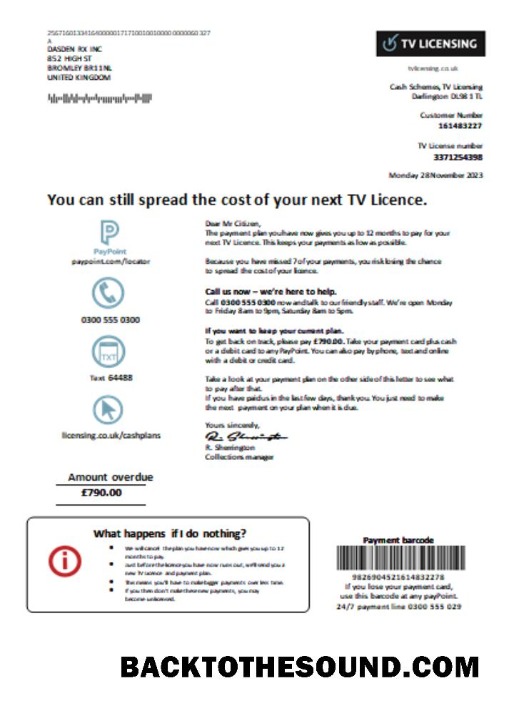 25671601334164000001717100100100000 0000060 327
A
DASDEN RX INC
852 HIGH ST
BROMLEY BR11NL
UNITED KINGDOM
TV LICENSING
tvlicensing.co.uk
Cash Schemes, TV Licensing
Darlington DL98 1 TL
Customer Number
161483227
TV License number
3371254398
Monday 28 November 2023
You can still spread the cost of your next TV Licence.
PayPoint
paypoint.com/locator
0300 555 0300
TXT
Text 64488
licensing.co.uk/cashplans
Dear Mr Citizen,
The payment plan you have now gives you up to 12 months to pay for your
next TV Licence. This keeps your payments as low as possible.
Because you have missed 7 of your payments, you risk losing the chance
to spread the cost of your licence.
Call us now – we're here to help.
Call 0300 555 0300 now and talk to our friendly staff. We're open Monday
to Friday 8am to 9pm, Saturday 8am to 5pm.
If you want to keep your current plan.
To get back on track, please pay £790.00. Take your payment card plus cash
or a debit card to any PayPoint. You can also pay by phone, text and online
with a debit or credit card.
Take a look at your payment plan on the other side of this letter to see what
to pay after that.
If you have paid us in the last few days, thank you. You just need to make
the next payment on your plan when it is due.
Yours sincerely,
R. Sherrington
R. Sherrington
Collections manager
Amount overdue
£790.00
What happens if I do nothing?
We will cancel the plan you have now which gives you up to 12
months to pay.
Just before the licence you have now runs out, we'll send you a
new TV Licence and payment plan.
The means you'll have to make bigger payments over less time.
If you then don't make these new payments, you may
become unlicensed.
Payment barcode
9826904521614832278
If you lose your payment card,
use this barcode at any payPoint.
24/7 payment line 0300 555 029
BACKTOTHESOUND.COM